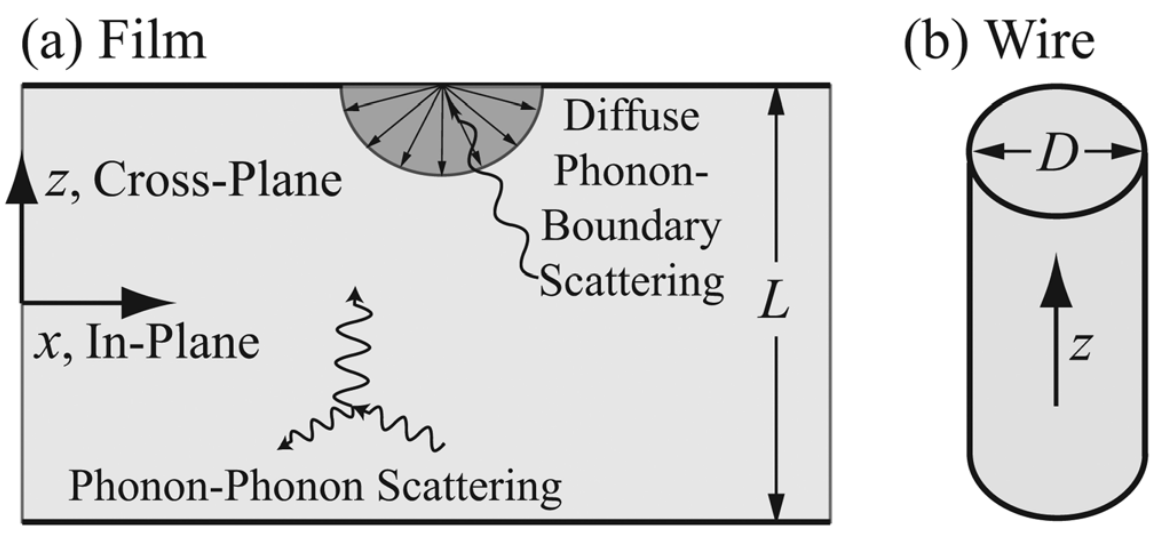 (a) Film
(b) Wire
Diffuse
Phonon-
Boundary
Scattering
z, Cross-Plane
x, In-Plane
L
Phonon-Phonon Scattering
D
z